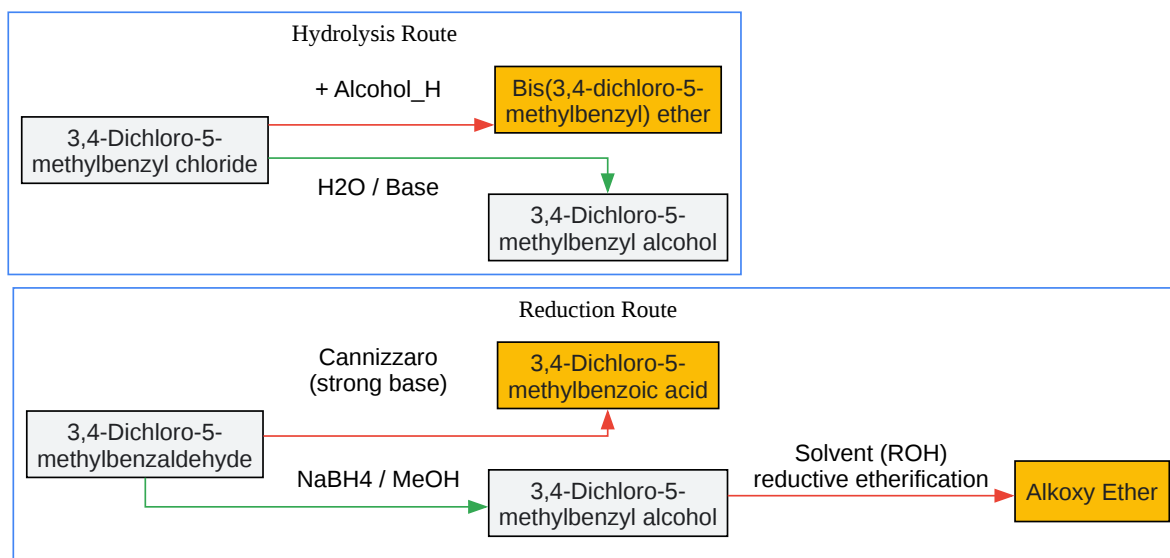 Hydrolysis Route
+ Alcohol_H
Bis(3,4-dichloro-5-
methylbenzyl) ether
3,4-Dichloro-5-
methylbenzyl chloride
H2O / Base
3,4-Dichloro-5-
methylbenzyl alcohol
Reduction Route
Cannizzaro
(strong base)
3,4-Dichloro-5-
methylbenzoic acid
3,4-Dichloro-5-
methylbenzaldehyde
NaBH4 / MeOH
3,4-Dichloro-5-
methylbenzyl alcohol
Solvent (ROH)
reductive etherification
Alkoxy Ether